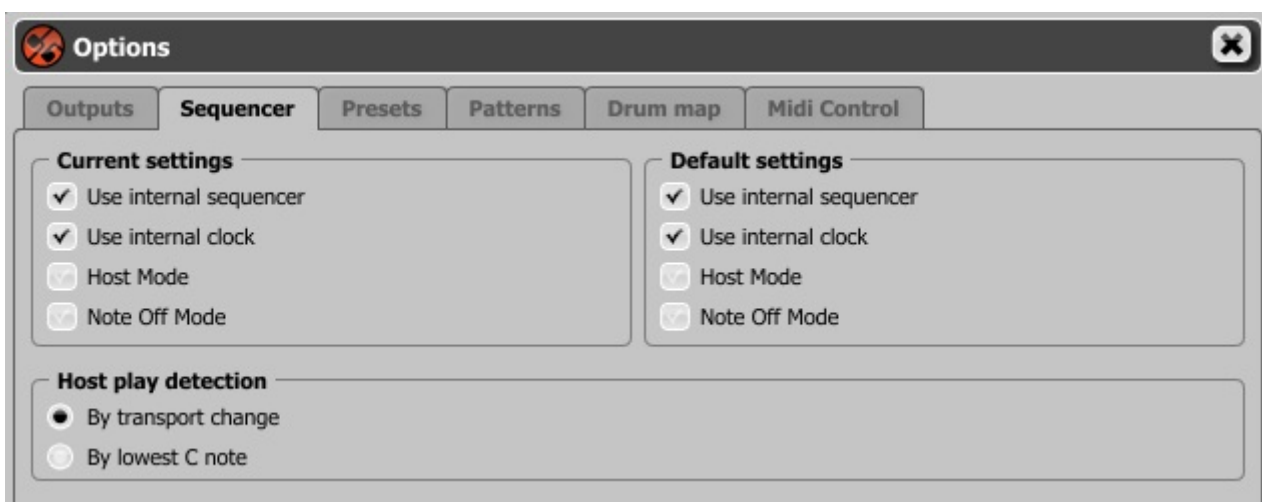 Options
Outputs Sequencer Presets Patterns Drum map Midi Control
Current settings
Use internal sequencer
Use internal clock
Host Mode
Note Off Mode
Default settings
Use internal sequencer
Use internal clock
Host Mode
Note Off Mode
Host play detection
By transport change
By lowest C note